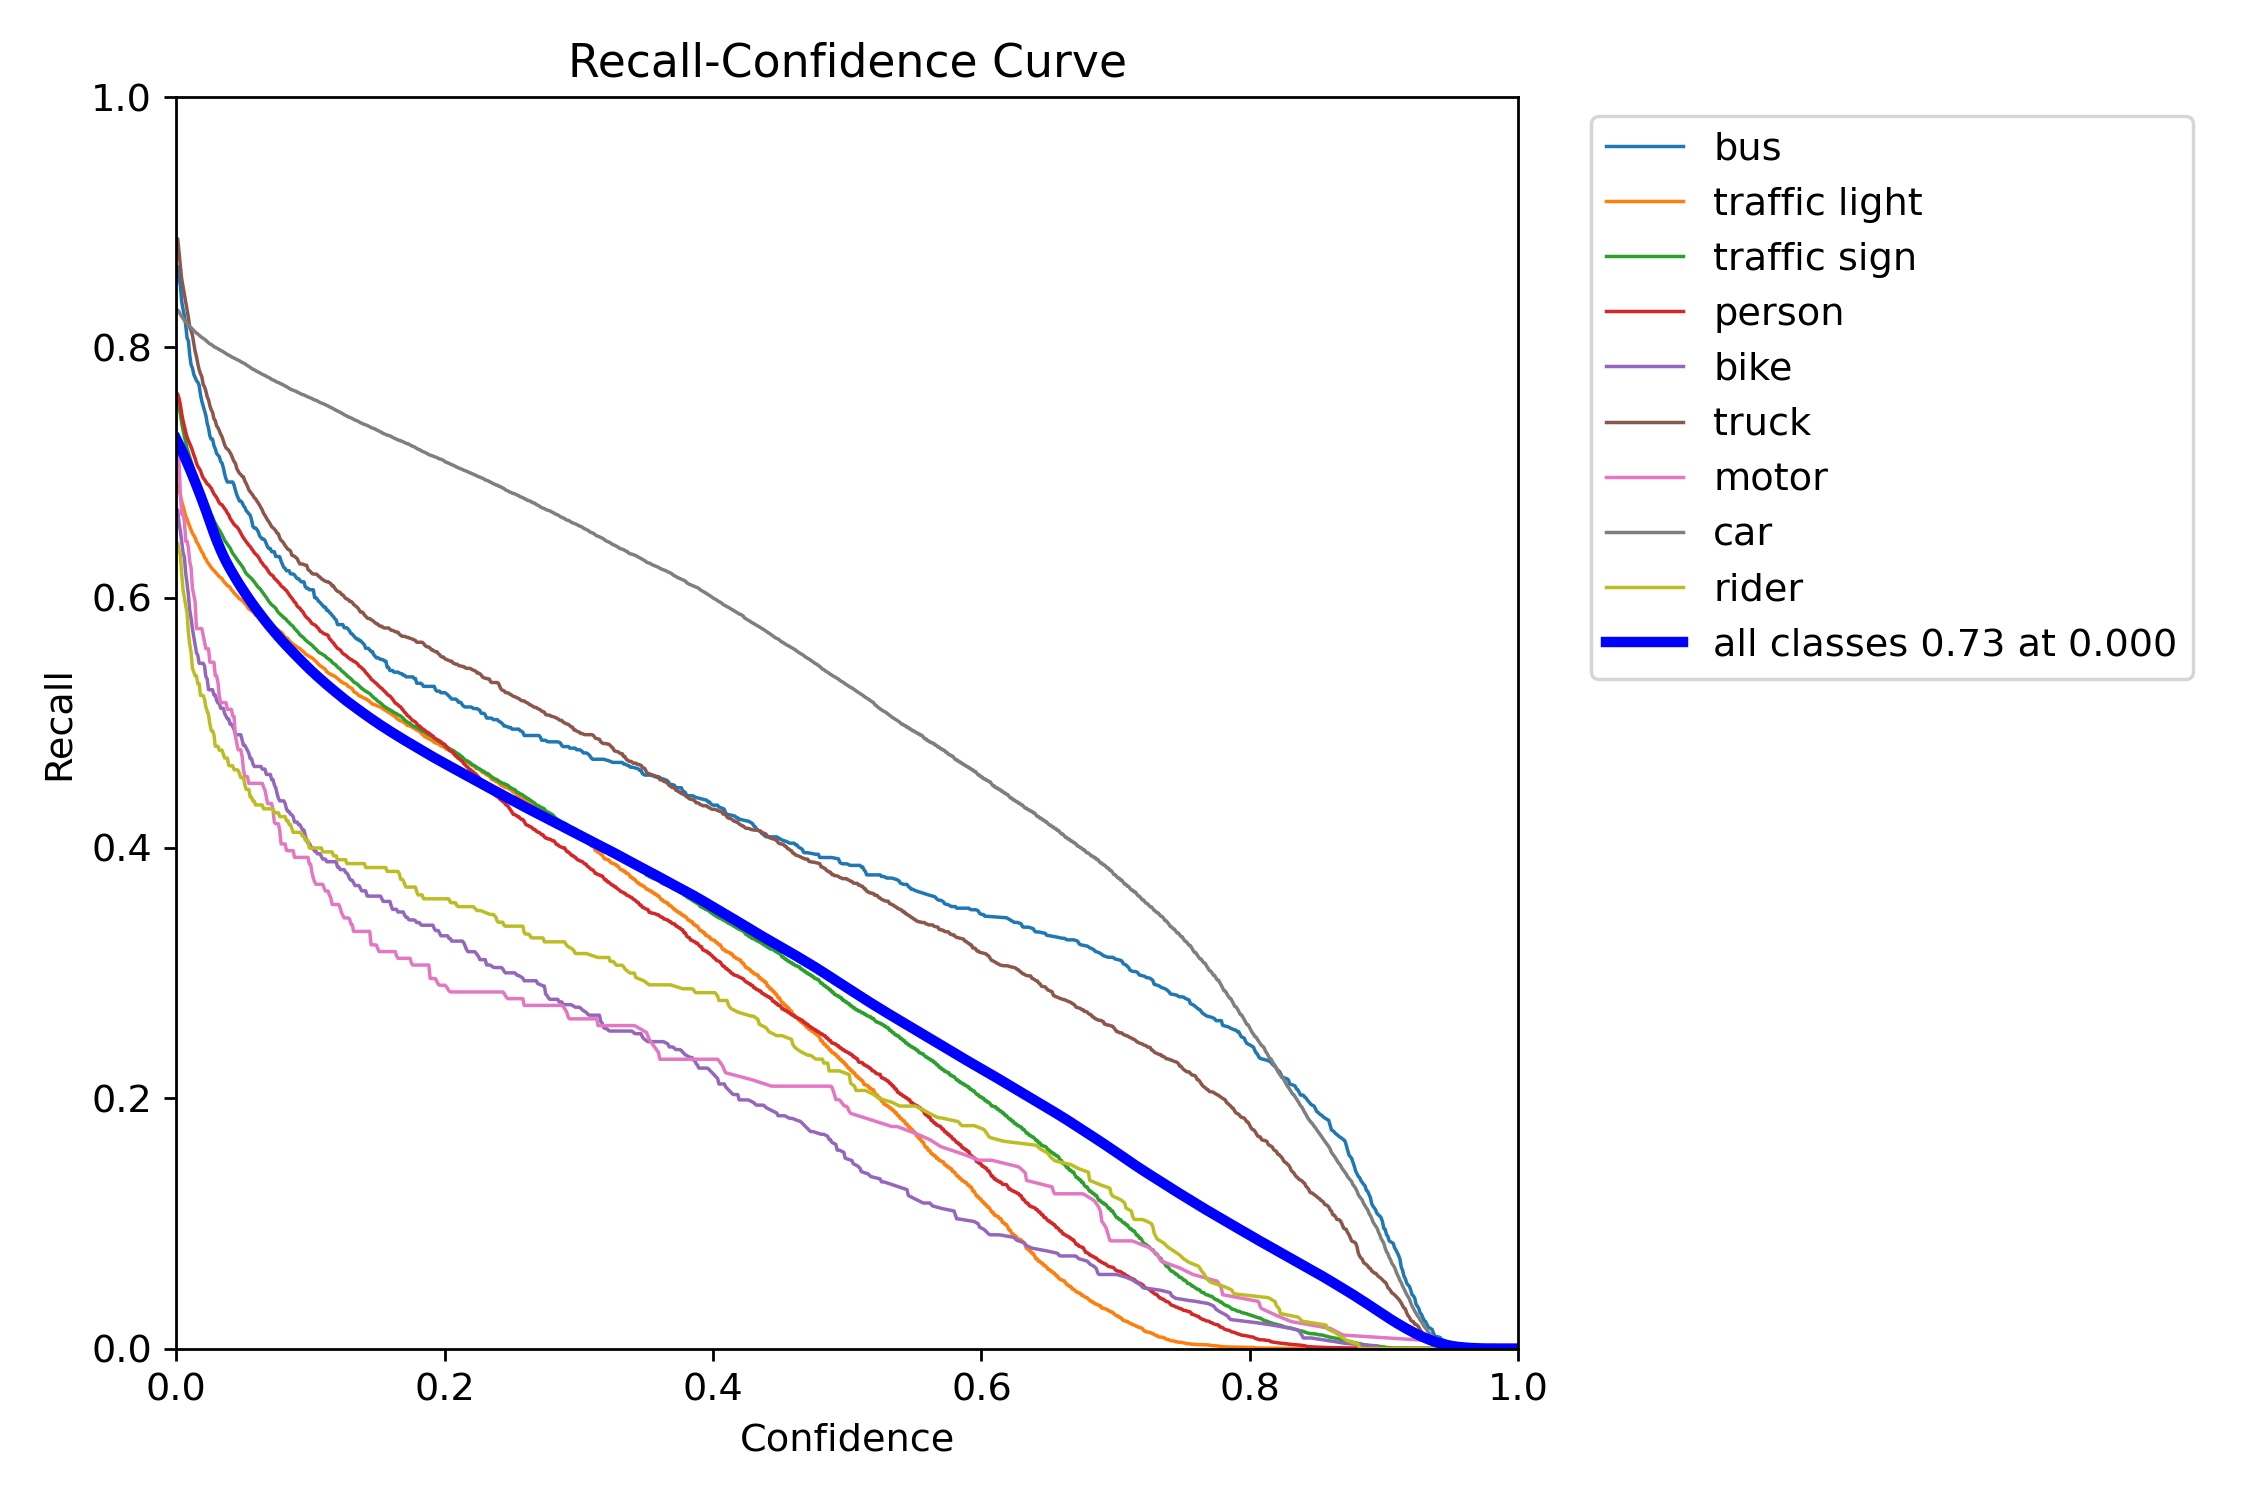 Recall-Confidence Curve
1.0
0.8
0.6
0.4
0.2
0.0
Recall
0.0 0.2 0.4 0.6 0.8 1.0
Confidence
bus
traffic light
traffic sign
person
bike
truck
motor
car
rider
all classes 0.73 at 0.000